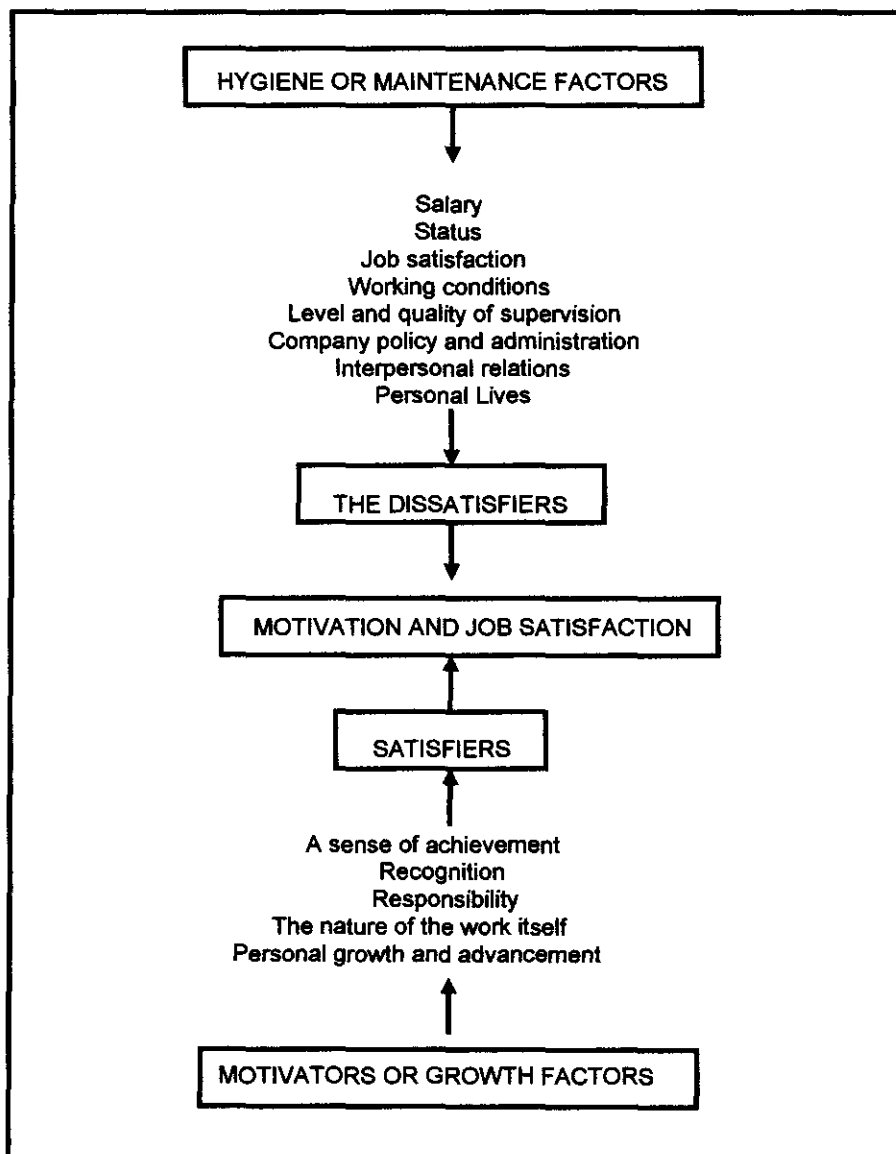 HYGIENE OR MAINTENANCE FACTORS
Salary
Status
Job satisfaction
Working conditions
Level and quality of supervision
Company policy and administration
Interpersonal relations
Personal Lives
THE DISSATISFIERS
MOTIVATION AND JOB SATISFACTION
SATISFIERS
A sense of achievement
Recognition
Responsibility
The nature of the work itself
Personal growth and advancement
MOTIVATORS OR GROWTH FACTORS